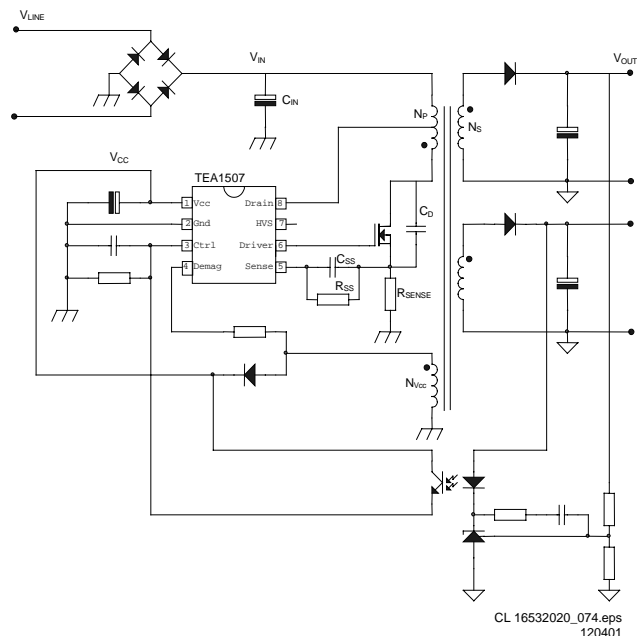 VLINE
VIN
VOUT
CIN
NP
NS
VCC
TEA1507
1 Vcc Drain 8
2 Gnd HVS 7
3 Ctrl Driver 6
4 Demag Sense 5
CD
CSS
RSS
RSENSE
NVcc
CL 16532020_074.eps
120401